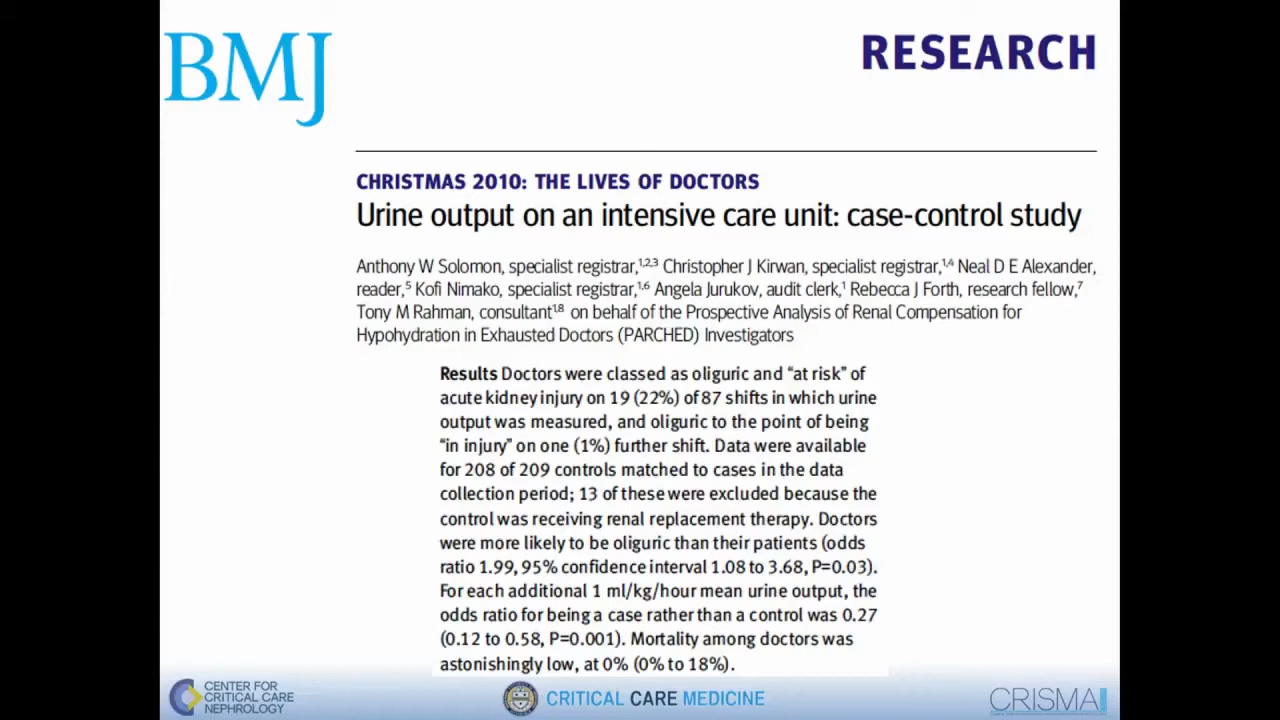 BMJ
RESEARCH
CHRISTMAS 2010: THE LIVES OF DOCTORS
Urine output on an intensive care unit: case-control study
Anthony W Solomon, specialist registrar,1,2,3 Christopher J Kirwan, specialist registrar,1,4 Neal D E Alexander,
reader,5 Kofi Nimako, specialist registrar,1,6 Angela Jurukov, audit clerk,1 Rebecca J Forth, research fellow,7
Tony M Rahman, consultant1,8 on behalf of the Prospective Analysis of Renal Compensation for
Hypohydration in Exhausted Doctors (PARCHED) Investigators
Results Doctors were classed as oliguric and “at risk” of
acute kidney injury on 19 (22%) of 87 shifts in which urine
output was measured, and oliguric to the point of being
“in injury” on one (1%) further shift. Data were available
for 208 of 209 controls matched to cases in the data
collection period; 13 of these were excluded because the
control was receiving renal replacement therapy. Doctors
were more likely to be oliguric than their patients (odds
ratio 1.99, 95% confidence interval 1.08 to 3.68, P=0.03).
For each additional 1 ml/kg/hour mean urine output, the
odds ratio for being a case rather than a control was 0.27
(0.12 to 0.58, P=0.001). Mortality among doctors was
astonishingly low, at 0% (0% to 18%).
CENTER FOR
CRITICAL CARE
NEPHROLOGY
CRITICAL CARE MEDICINE
CRISMA